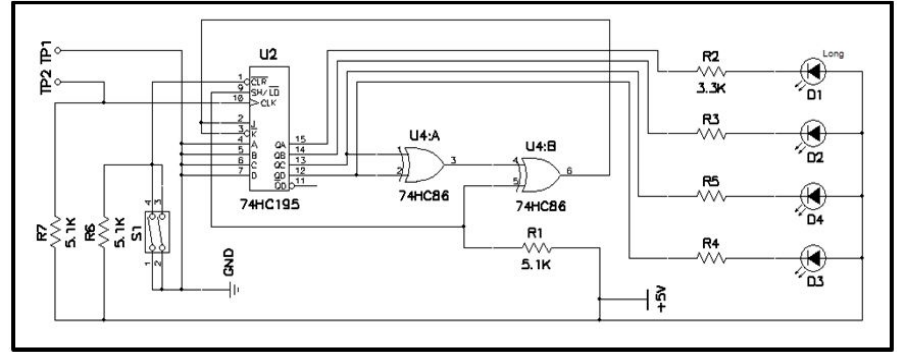 TP1
TP2
U2
1 CLR
9 SH/LD
10 >CLK
2 J
3 K
4 A QA 15
5 B QB 14
6 C QC 13
7 D QD 12
QD 11
74HC195
U4:A
1
2
3
74HC86
U4:B
4
5
6
74HC86
R2
3.3K
Long
D1
R3
D2
R5
D4
R4
D3
R7
5.1K
R6
5.1K
S1
4 3
1 2
GND
R1
5.1K
+5V